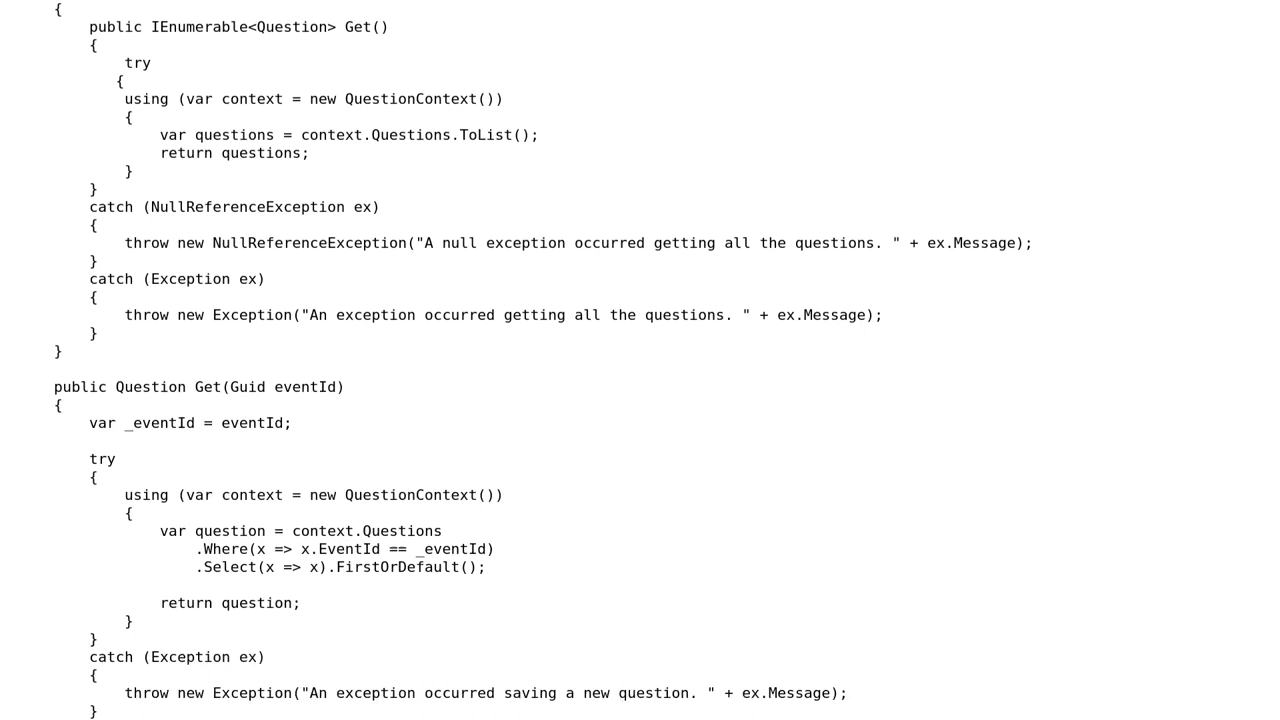 {
    public IEnumerable<Question> Get()
    {
        try
       {
        using (var context = new QuestionContext())
        {
            var questions = context.Questions.ToList();
            return questions;
        }
    }
    catch (NullReferenceException ex)
    {
        throw new NullReferenceException("A null exception occurred getting all the questions. " + ex.Message);
    }
    catch (Exception ex)
    {
        throw new Exception("An exception occurred getting all the questions. " + ex.Message);
    }
}

public Question Get(Guid eventId)
{
    var _eventId = eventId;

    try
    {
        using (var context = new QuestionContext())
        {
            var question = context.Questions
                .Where(x => x.EventId == _eventId)
                .Select(x => x).FirstOrDefault();

            return question;
        }
    }
    catch (Exception ex)
    {
        throw new Exception("An exception occurred saving a new question. " + ex.Message);
    }